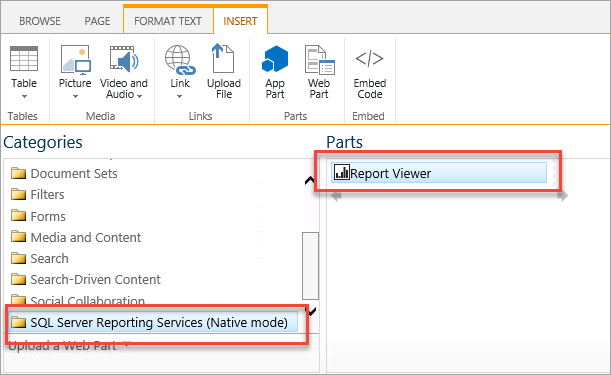 BROWSE PAGE FORMAT TEXT INSERT
Table Picture Video and Audio Link Upload File App Part Web Part Embed Code
Tables Media Links Parts Embed
Categories
Document Sets
Filters
Forms
Media and Content
Search
Search-Driven Content
Social Collaboration
SQL Server Reporting Services (Native mode)
Upload a Web Part
Parts
Report Viewer